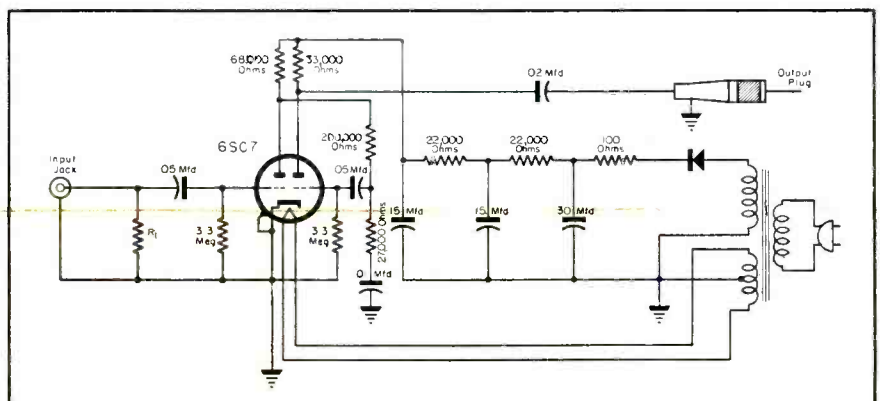 68,000
Ohms
33,000
Ohms
.02 Mfd
Output
Plug
6SC7
200,000
Ohms
22,000
Ohms
22,000
Ohms
100
Ohms
Input
Jack
.05 Mfd
.05 Mfd
R1
3.3
Meg
3.3
Meg
27,000 Ohms
.01 Mfd
15 Mfd
15 Mfd
30 Mfd